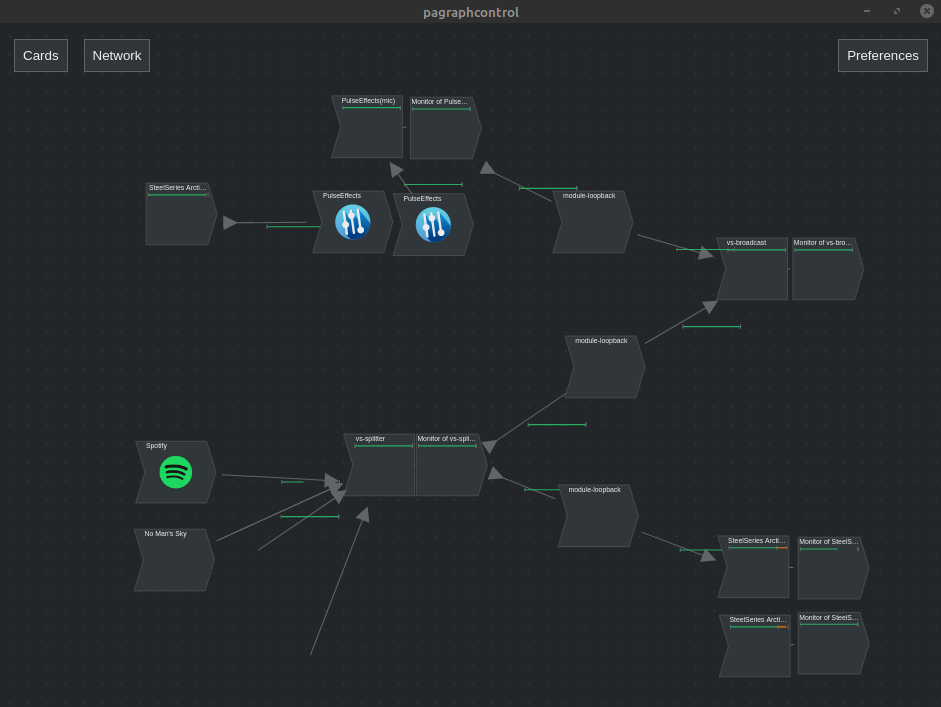 pagraphcontrol
Cards
Network
Preferences
PulseEffects(mic)
Monitor of Pulse...
SteelSeries Arcti...
PulseEffects
PulseEffects
module-loopback
vs-broadcast
Monitor of vs-bro...
module-loopback
vs-splitter
Monitor of vs-spli...
Spotify
module-loopback
No Man's Sky
SteelSeries Arcti...
Monitor of SteelS...
SteelSeries Arcti...
Monitor of SteelS...